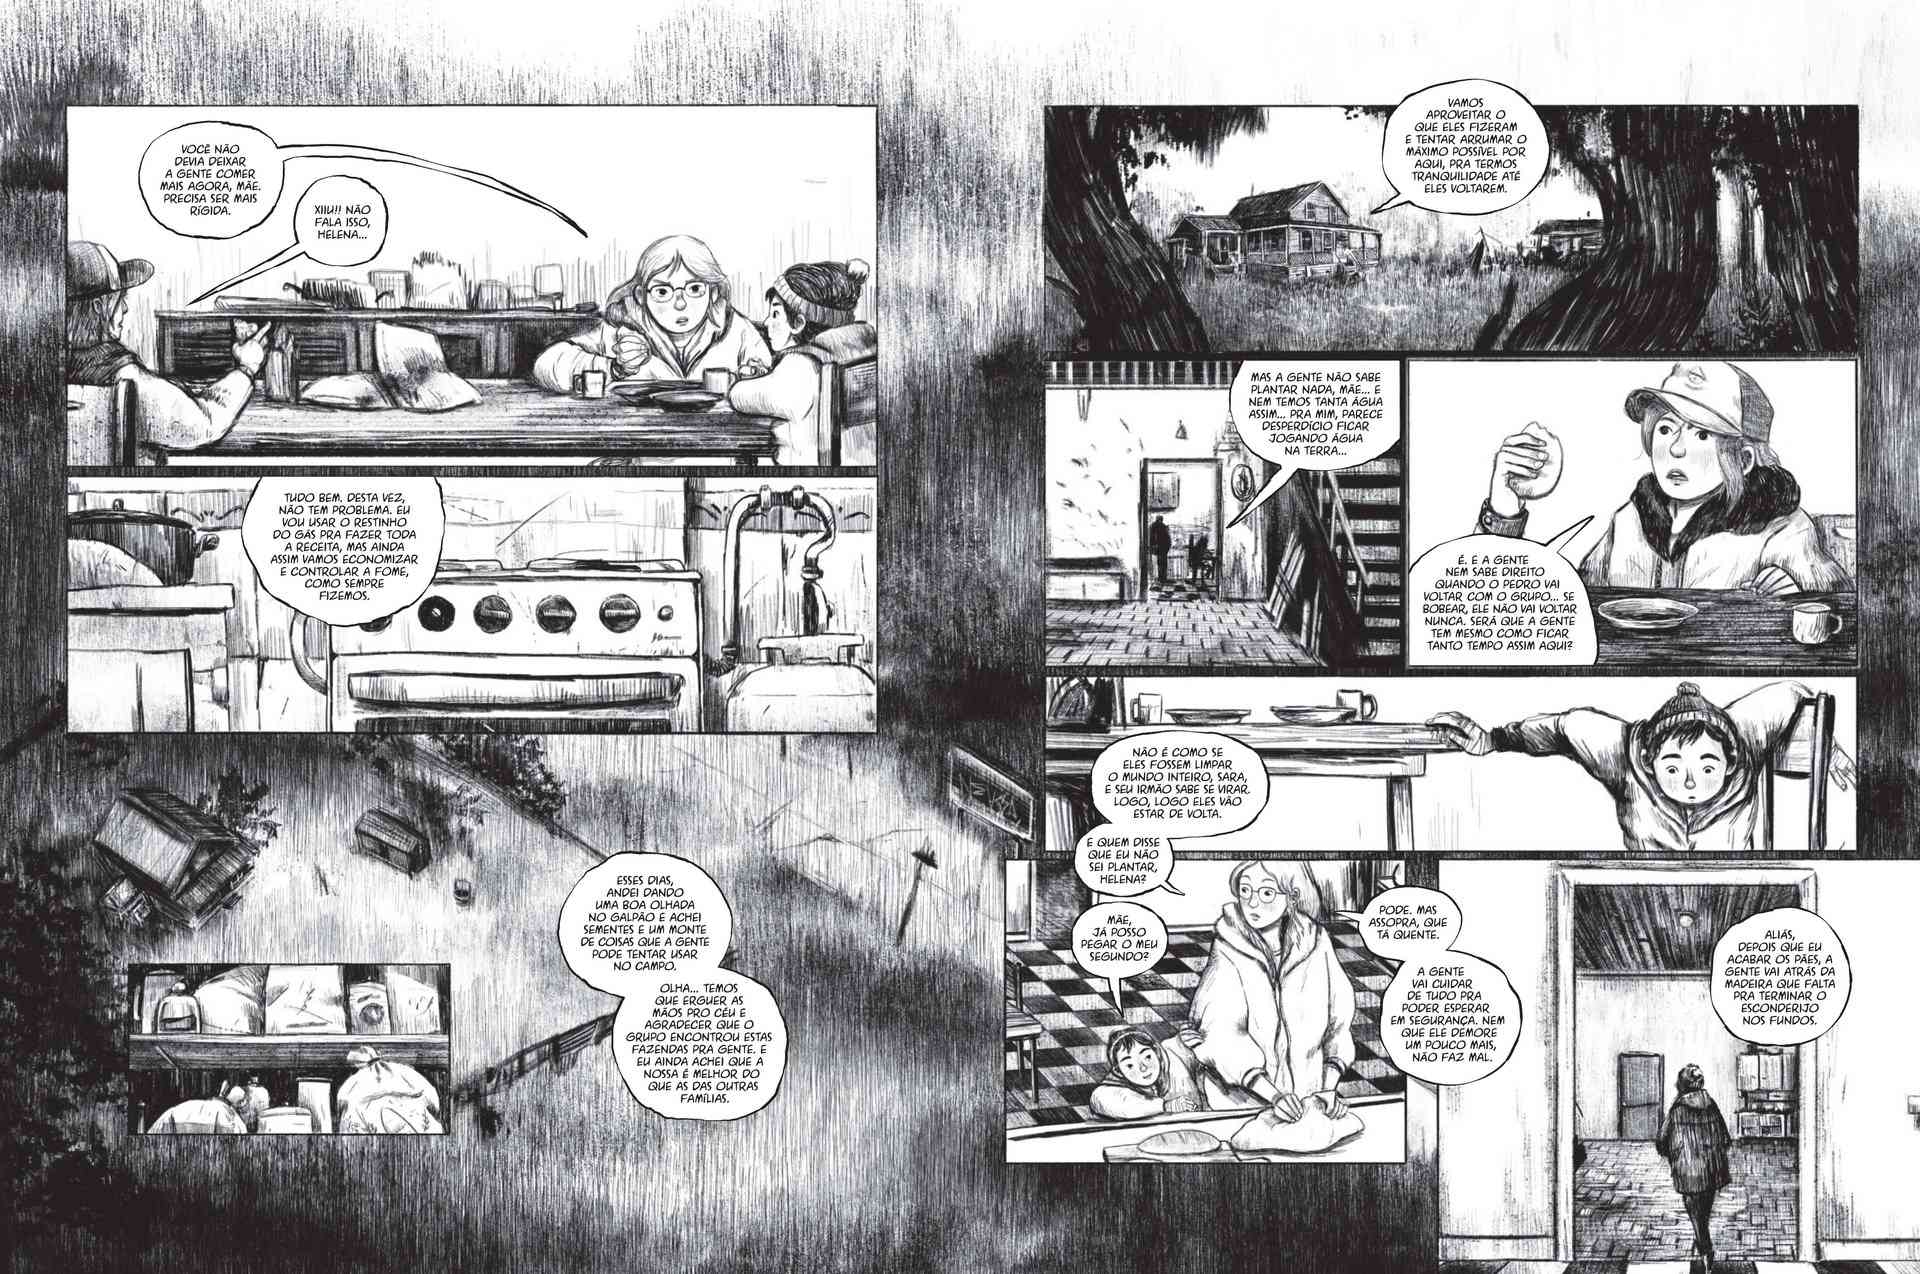 VOCÊ NÃO
DEVIA DEIXAR
A GENTE COMER
MAIS AGORA, MÃE.
PRECISA SER MAIS
RÍGIDA.
XIIU!! NÃO
FALA ISSO,
HELENA...
TUDO BEM. DESTA VEZ,
NÃO TEM PROBLEMA. EU
VOU USAR O RESTINHO
DO GÁS PRA FAZER TODA
A RECEITA, MAS AINDA
ASSIM VAMOS ECONOMIZAR
E CONTROLAR A FOME,
COMO SEMPRE
FIZEMOS.
ESSES DIAS,
ANDEI DANDO
UMA BOA OLHADA
NO GALPÃO E ACHEI
SEMENTES E UM MONTE
DE COISAS QUE A GENTE
PODE TENTAR USAR
NO CAMPO.
OLHA... TEMOS
QUE ERGUER AS
MÃOS PRO CÉU E
AGRADECER QUE O
GRUPO ENCONTROU ESTAS
FAZENDAS PRA GENTE. E
EU AINDA ACHEI QUE A
NOSSA É MELHOR DO
QUE AS DAS OUTRAS
FAMÍLIAS.
VAMOS
APROVEITAR O
QUE ELES FIZERAM
E TENTAR ARRUMAR O
MÁXIMO POSSÍVEL POR
AQUI, PRA TERMOS
TRANQUILIDADE ATÉ
ELES VOLTAREM.
MAS A GENTE NÃO SABE
PLANTAR NADA, MÃE... E
NEM TEMOS TANTA ÁGUA
ASSIM... PRA MIM, PARECE
DESPERDÍCIO FICAR
JOGANDO ÁGUA
NA TERRA...
É. E A GENTE
NEM SABE DIREITO
QUANDO O PEDRO VAI
VOLTAR COM O GRUPO... SE
BOBEAR, ELE NÃO VAI VOLTAR
NUNCA. SERÁ QUE A GENTE
TEM MESMO COMO FICAR
TANTO TEMPO ASSIM AQUI?
NÃO É COMO SE
ELES FOSSEM LIMPAR
O MUNDO INTEIRO, SARA,
E SEU IRMÃO SABE SE VIRAR.
LOGO, LOGO ELES VÃO
ESTAR DE VOLTA.
E QUEM DISSE
QUE EU NÃO
SEI PLANTAR,
HELENA?
MÃE,
JÁ POSSO
PEGAR O MEU
SEGUNDO?
PODE. MAS
ASSOPRA, QUE
TÁ QUENTE.
A GENTE
VAI CUIDAR
DE TUDO PRA
PODER ESPERAR
EM SEGURANÇA. NEM
QUE ELE DEMORE
UM POUCO MAIS,
NÃO FAZ MAL.
ALIÁS,
DEPOIS QUE EU
ACABAR OS PÃES, A
GENTE VAI ATRÁS DA
MADEIRA QUE FALTA
PRA TERMINAR O
ESCONDERIJO
NOS FUNDOS.